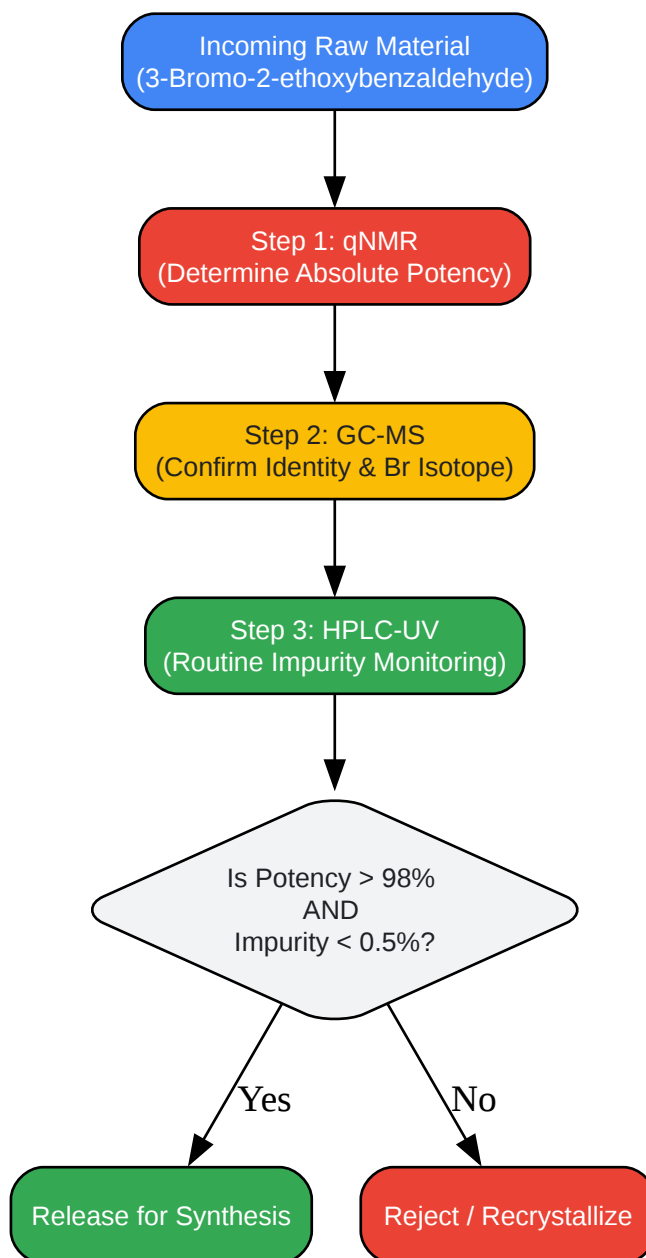 Incoming Raw Material
(3-Bromo-2-ethoxybenzaldehyde)
Step 1: qNMR
(Determine Absolute Potency)
Step 2: GC-MS
(Confirm Identity & Br Isotope)
Step 3: HPLC-UV
(Routine Impurity Monitoring)
Is Potency > 98%
AND
Impurity < 0.5%?
Yes
No
Release for Synthesis
Reject / Recrystallize